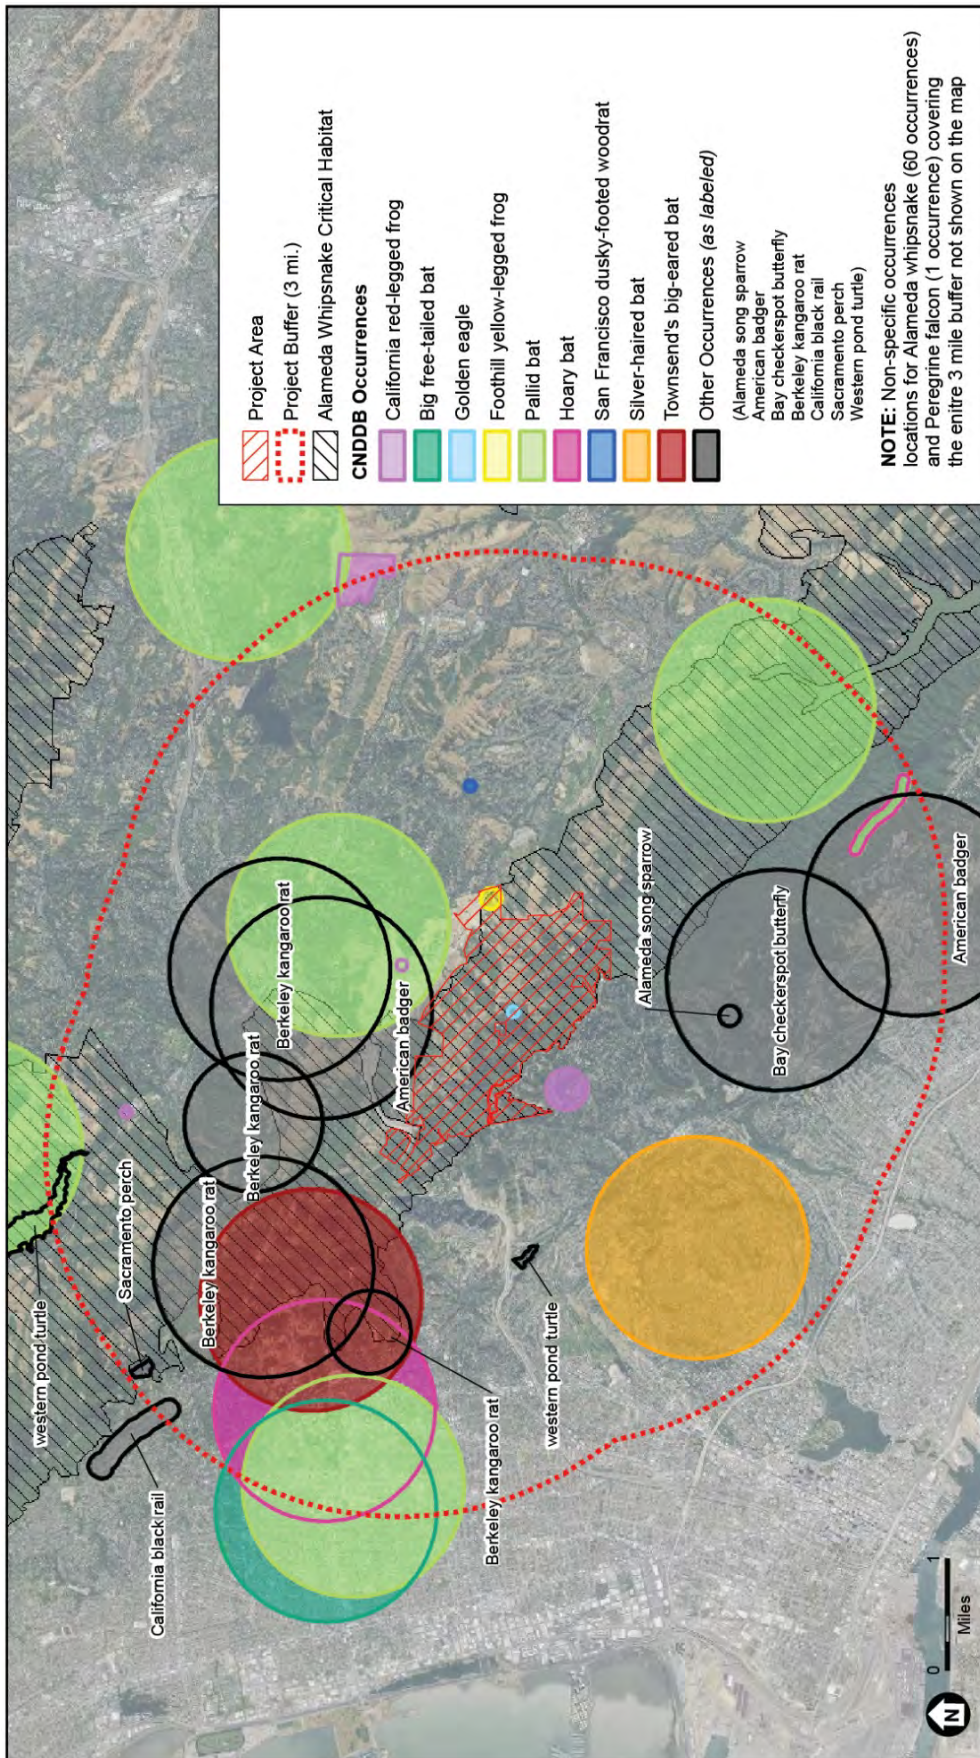 Project Area
Project Buffer (3 mi.)
Alameda Whipsnake Critical Habitat
CNDDB Occurrences
California red-legged frog
Big free-tailed bat
Golden eagle
Foothill yellow-legged frog
Pallid bat
Hoary bat
San Francisco dusky-footed woodrat
Silver-haired bat
Townsend's big-eared bat
Other Occurrences (as labeled)
(Alameda song sparrow
American badger
Bay checkerspot butterfly
Berkeley kangaroo rat
California black rail
Sacramento perch
Western pond turtle)
NOTE: Non-specific occurrences
locations for Alameda whipsnake (60 occurrences)
and Peregrine falcon (1 occurrence) covering
the enitre 3 mile buffer not shown on the map
western pond turtle
Sacramento perch
California black rail
Berkeley kangaroo rat
Berkeley kangaroo rat
Berkeley kangaroo rat
American badger
Berkeley kangaroo rat
western pond turtle
Alameda song sparrow
Bay checkerspot butterfly
American badger
N
0
1
Miles